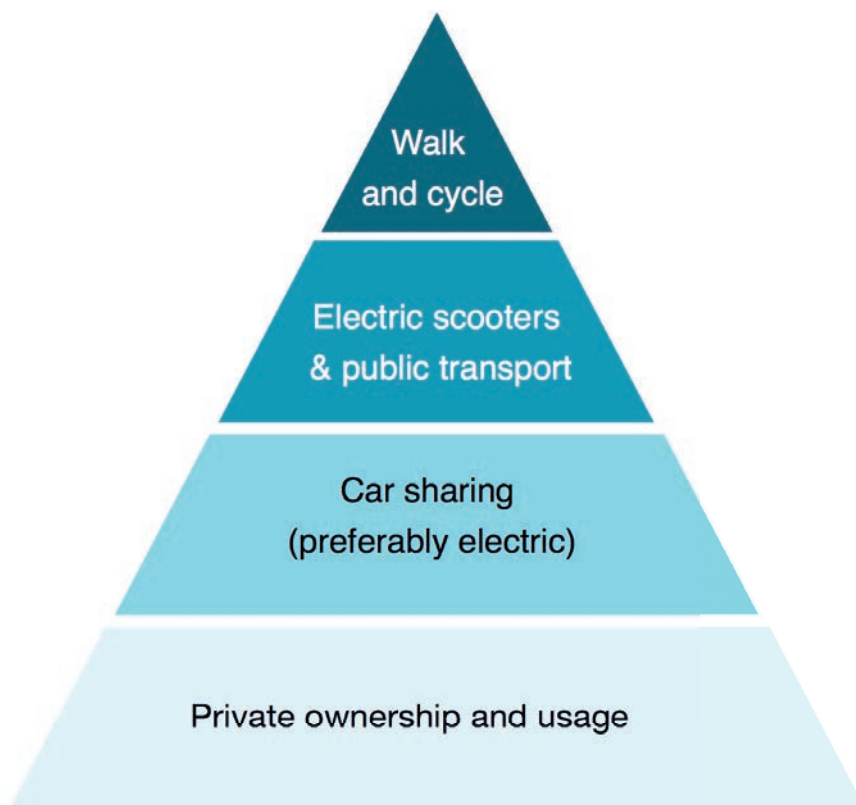 Walk
and cycle
Electric scooters
& public transport
Car sharing
(preferably electric)
Private ownership and usage